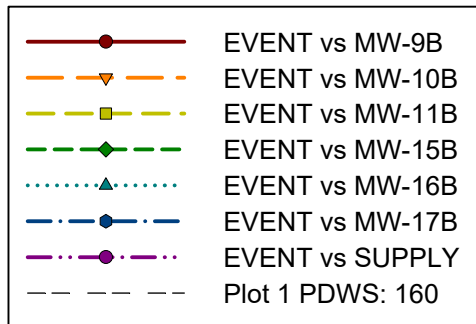 EVENT vs MW-9B
EVENT vs MW-10B
EVENT vs MW-11B
EVENT vs MW-15B
EVENT vs MW-16B
EVENT vs MW-17B
EVENT vs SUPPLY
Plot 1 PDWS: 160